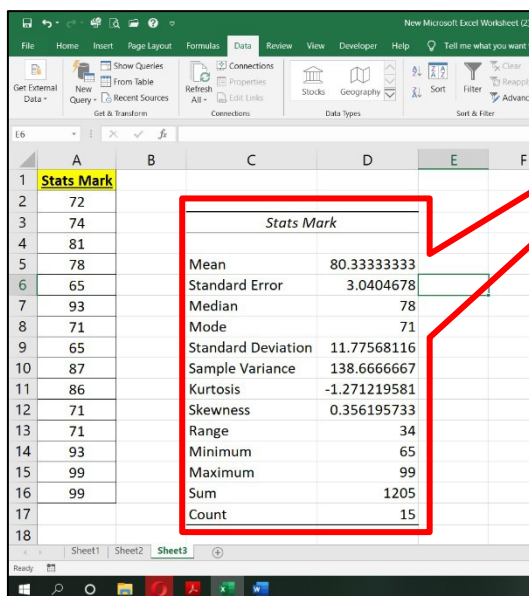 New Microsoft Excel Worksheet (2)
File Home Insert Page Layout Formulas Data Review View Developer Help Tell me what you want
Get External Data
New Query
Show Queries
From Table
Recent Sources
Get & Transform
Refresh All
Connections
Properties
Edit Links
Connections
Stocks
Geography
Data Types
Sort
Filter
Clear
Reapply
Advanc
Sort & Filter
E6 fx
A B C D E F
1 Stats Mark
2 72
3 74 Stats Mark
4 81
5 78 Mean 80.33333333
6 65 Standard Error 3.0404678
7 93 Median 78
8 71 Mode 71
9 65 Standard Deviation 11.77568116
10 87 Sample Variance 138.6666667
11 86 Kurtosis -1.271219581
12 71 Skewness 0.356195733
13 71 Range 34
14 93 Minimum 65
15 99 Maximum 99
16 99 Sum 1205
17 Count 15
18
Sheet1 Sheet2 Sheet3
Ready